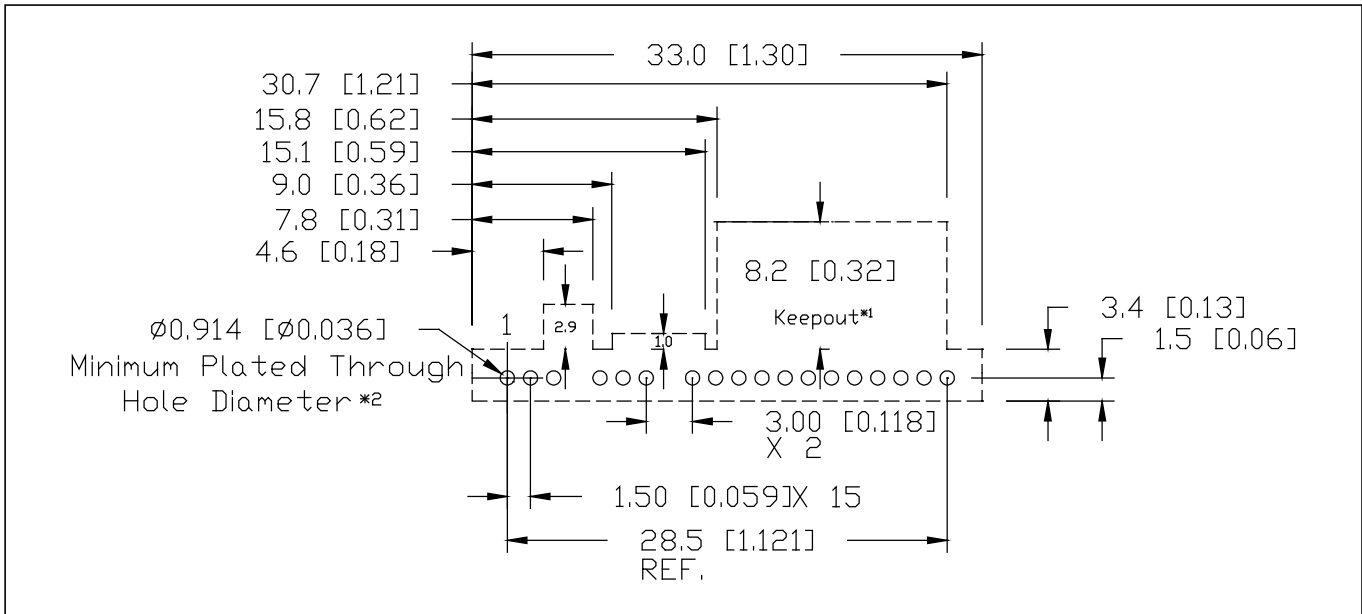 33.0 [1.30]
30.7 [1.21]
15.8 [0.62]
15.1 [0.59]
9.0 [0.36]
7.8 [0.31]
4.6 [0.18]
8.2 [0.32]
Keepout*1
2.9
1.0
3.4 [0.13]
1.5 [0.06]
1
Ø0.914 [Ø0.036]
Minimum Plated Through
Hole Diameter *2
3.00 [0.118]
X 2
1.50 [0.059]X 15
28.5 [1.121]
REF.